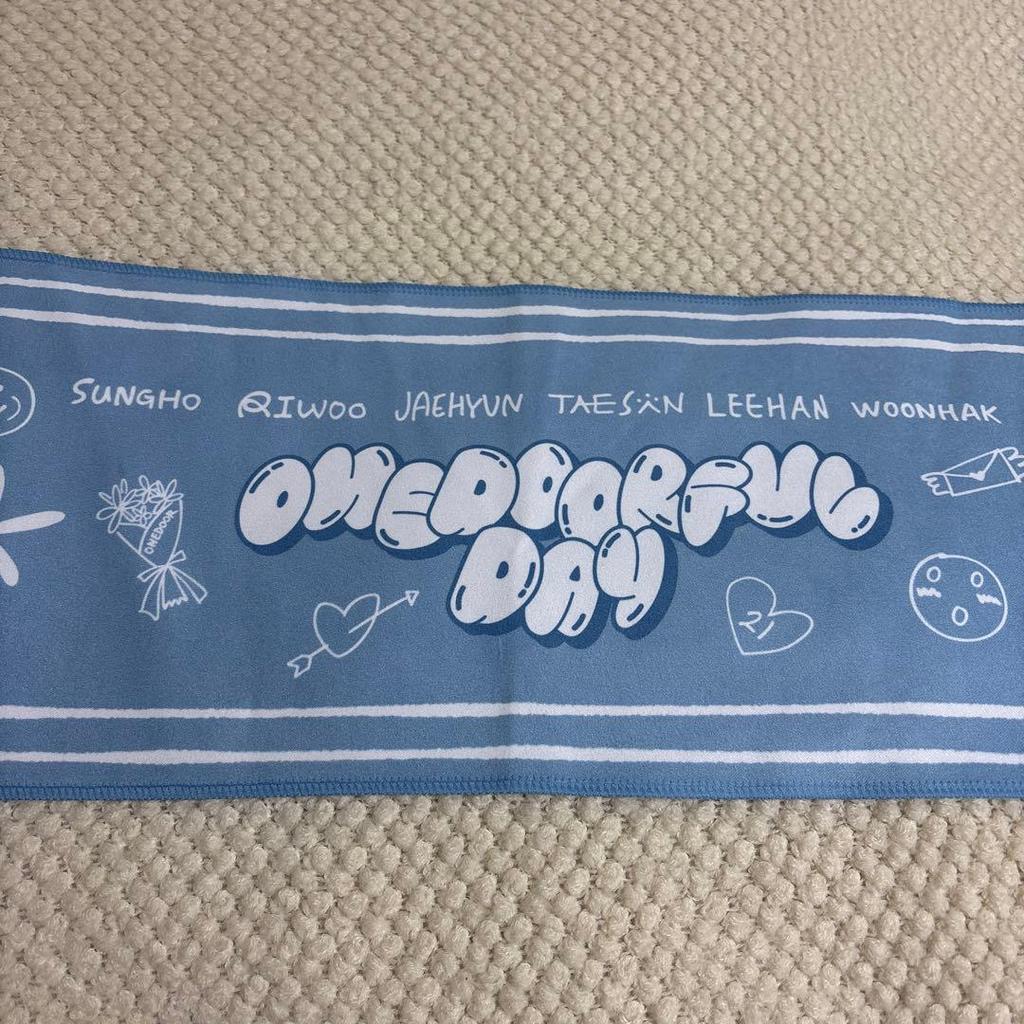 SUNGHO RIWOO JAEHYUN TAESAN LEEHAN WOONHAK
ONEDOORFUL
DAY
ONEDOOR